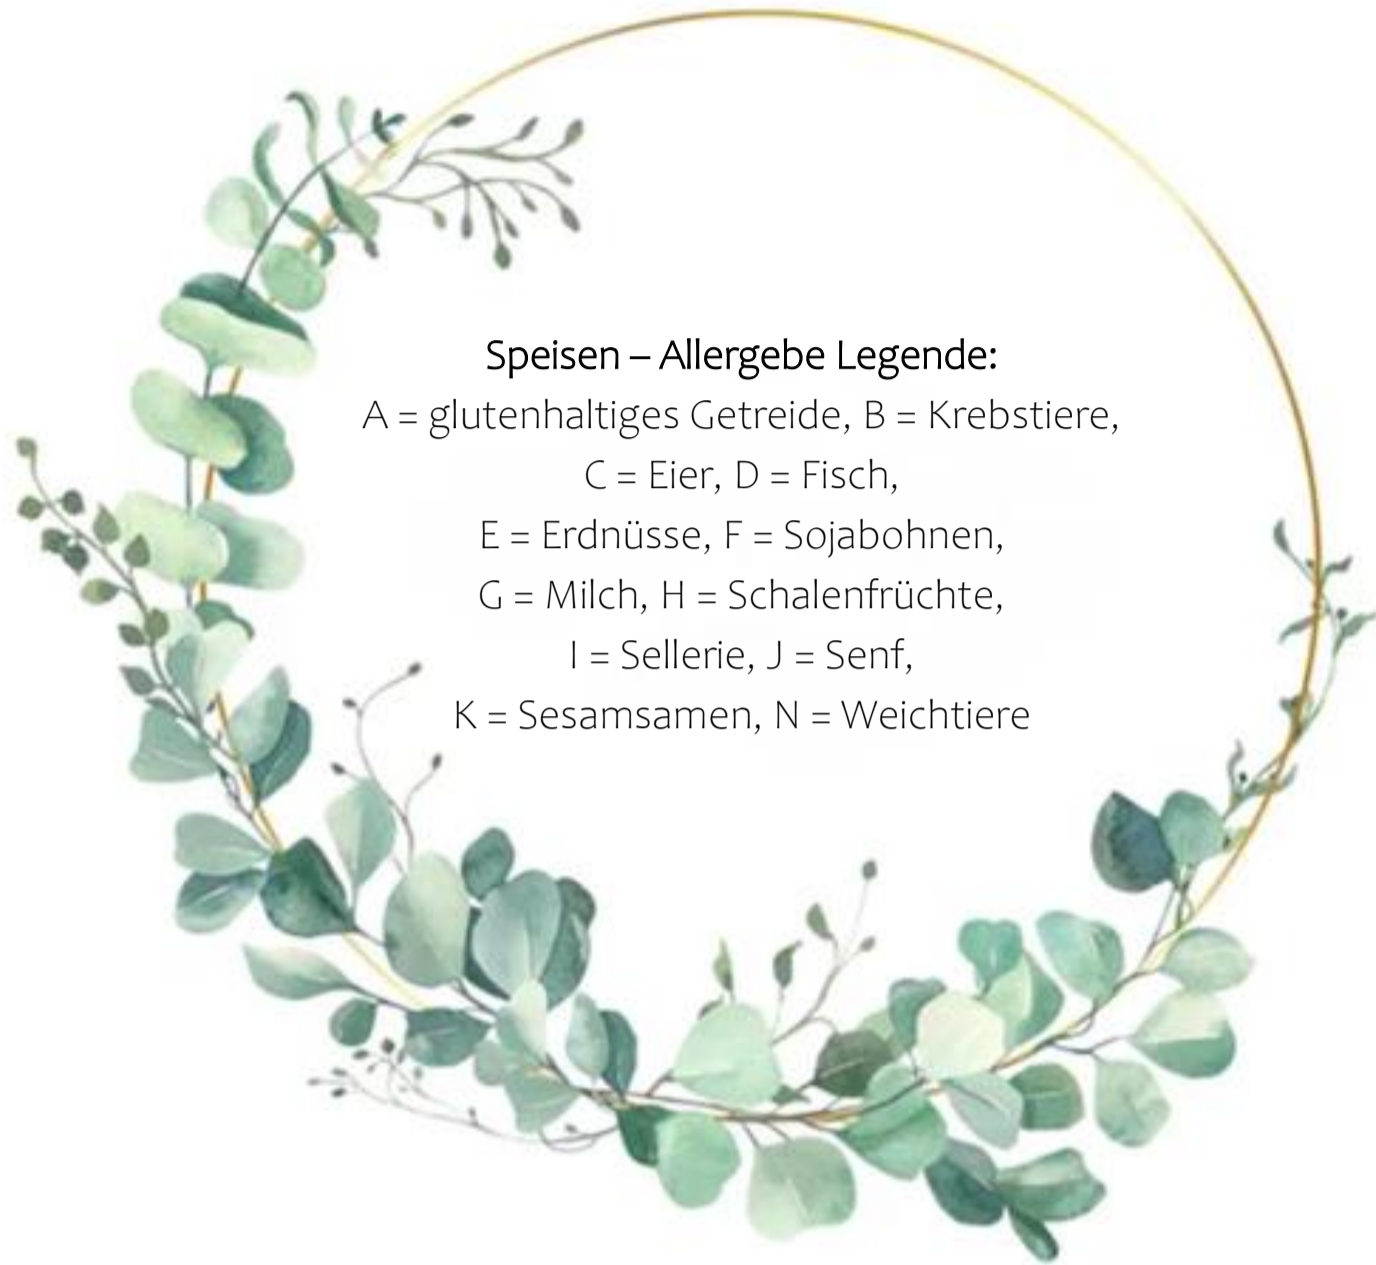 Speisen – Allergebe Legende:
A = glutenhaltiges Getreide, B = Krebstiere,
C = Eier, D = Fisch,
E = Erdnüsse, F = Sojabohnen,
G = Milch, H = Schalenfrüchte,
I = Sellerie, J = Senf,
K = Sesamsamen, N = Weichtiere